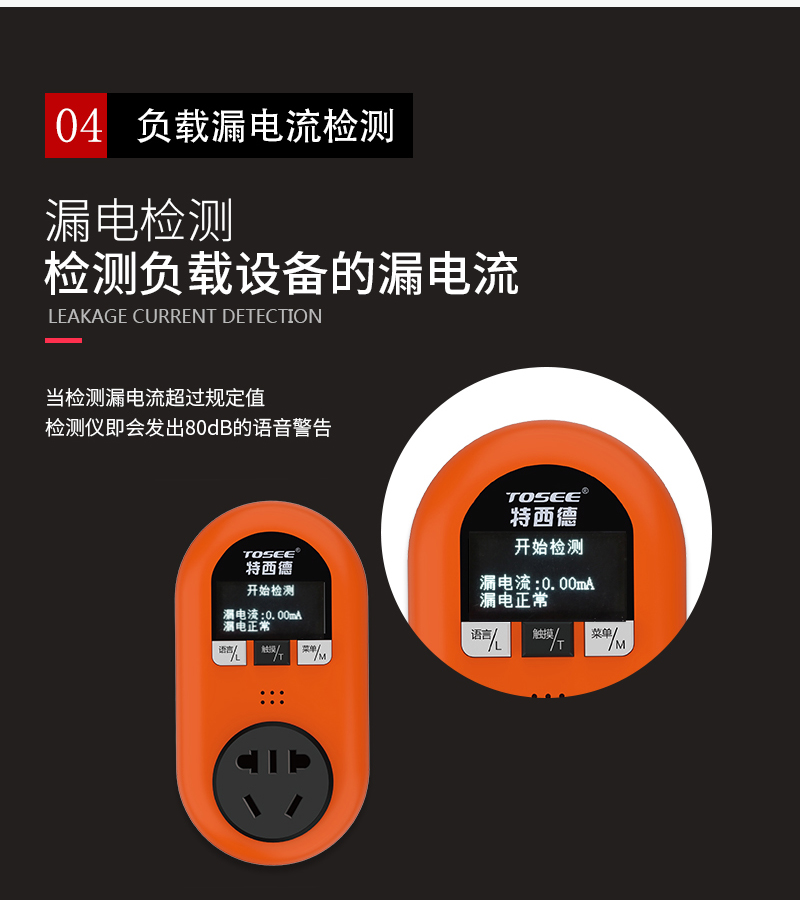 04 负载漏电流检测
漏电检测
检测负载设备的漏电流
LEAKAGE CURRENT DETECTION
当检测漏电流超过规定值
检测仪即会发出80dB的语音警告
TOSEE®
特西德
开始检测
漏电流:0.00mA
漏电正常
语言/L
触摸/T
菜单/M
TOSEE®
特西德
开始检测
漏电流:0.00mA
漏电正常
语言/L
触摸/T
菜单/M